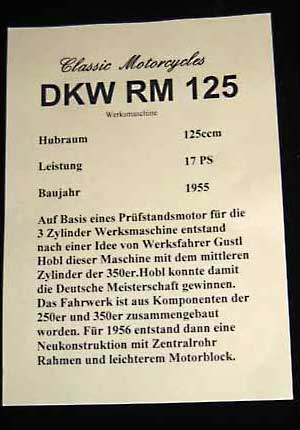 Classic Motorcycles
DKW RM 125
Werksmaschine
Hubraum 125ccm
Leistung 17 PS
Baujahr 1955
Auf Basis eines Prüfstandsmotor für die
3 Zylinder Werksmaschine entstand
nach einer Idee von Werksfahrer Gustl
Hobl dieser Maschine mit dem mittleren
Zylinder der 350er.Hobl konnte damit
die Deutsche Meisterschaft gewinnen.
Das Fahrwerk ist aus Komponenten der
250er und 350er zusammengebaut
worden. Für 1956 entstand dann eine
Neukonstruktion mit Zentralrohr
Rahmen und leichterem Motorblock.